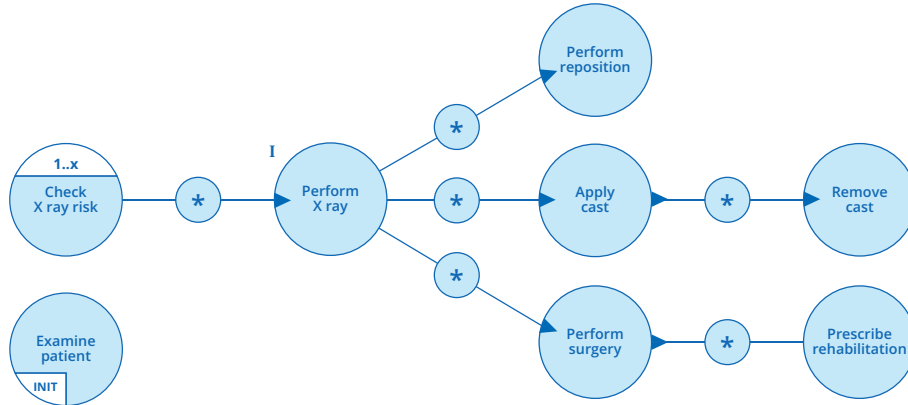 Perform
reposition
*
1..x
I
Check
X ray risk
*
Perform
X ray
*
Apply
cast
*
Remove
cast
*
Examine
patient
INIT
Perform
surgery
*
Prescribe
rehabilitation